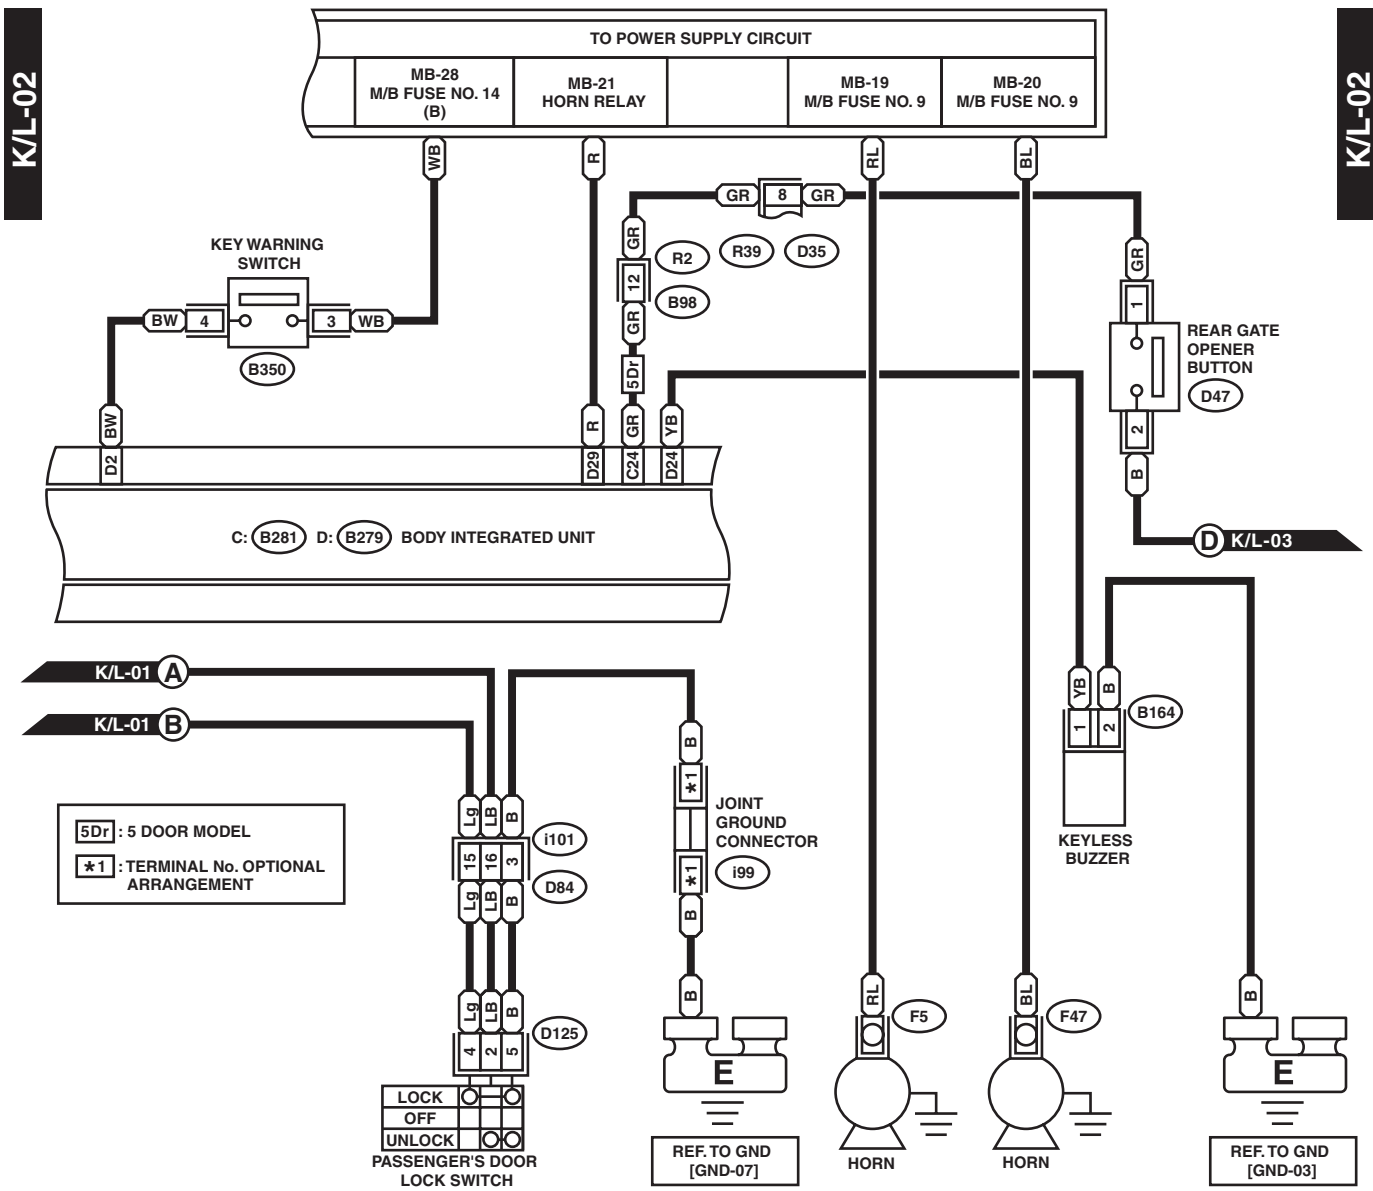 K/L-02
K/L-02
TO POWER SUPPLY CIRCUIT
MB-28
M/B FUSE NO. 14
(B)
MB-21
HORN RELAY
MB-19
M/B FUSE NO. 9
MB-20
M/B FUSE NO. 9
WB
R
RL
BL
GR
8
GR
GR
R2
R39
D35
12
B98
GR
5Dr
GR
YB
KEY WARNING
SWITCH
BW
4
3
WB
B350
BW
R
GR
1
REAR GATE
OPENER
BUTTON
D47
2
B
D2
D29
C24
D24
C:
B281
D:
B279
BODY INTEGRATED UNIT
D
K/L-03
K/L-01
A
K/L-01
B
YB
B
B164
1
2
KEYLESS
BUZZER
B
*1
JOINT
GROUND
CONNECTOR
*1
i99
B
5Dr
: 5 DOOR MODEL
*1
: TERMINAL No. OPTIONAL
ARRANGEMENT
Lg
LB
B
i101
15
16
3
D84
Lg
LB
B
Lg
LB
B
D125
4
2
5
LOCK
OFF
UNLOCK
PASSENGER'S DOOR
LOCK SWITCH
B
E
REF. TO GND
[GND-07]
RL
F5
HORN
BL
F47
HORN
B
E
REF. TO GND
[GND-03]